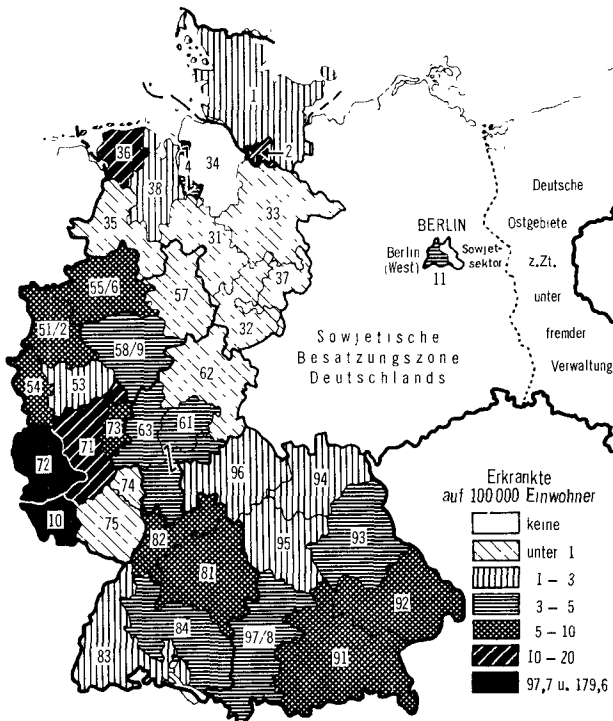 1
2
36
4
34
38
33
35
31
37
55/6
57
32
51/2
58/9
62
54
53
73
61
63
71
72
74
96
94
10
75
93
82
95
81
92
84
97/8
83
91
Deutsche
Ostgebiete
z.Zt.
unter
fremder
Verwaltung
BERLIN
Berlin
(West)
Sowjet-
sektor
11
Sowjetische
Besatzungszone
Deutschlands
Erkrankte
auf 100 000 Einwohner
keine
unter 1
1 - 3
3 - 5
5 - 10
10 - 20
97,7 u. 179,6